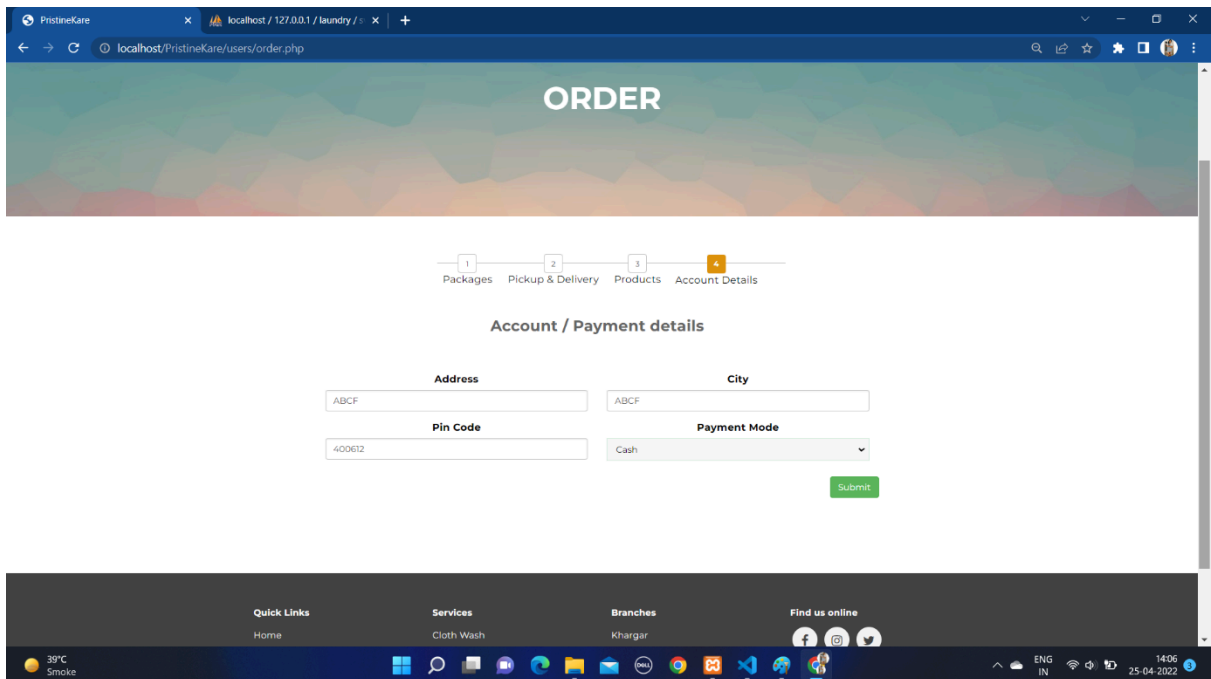 PristineKare
localhost / 127.0.0.1 / laundry / s
localhost/PristineKare/users/order.php
ORDER
1 2 3 4
Packages Pickup & Delivery Products Account Details
Account / Payment details
Address City
ABCF ABCF
Pin Code Payment Mode
400612 Cash
Submit
Quick Links Services Branches Find us online
Home Cloth Wash Khargar
39°C
Smoke
ENG
IN
14:06
25-04-2022
3